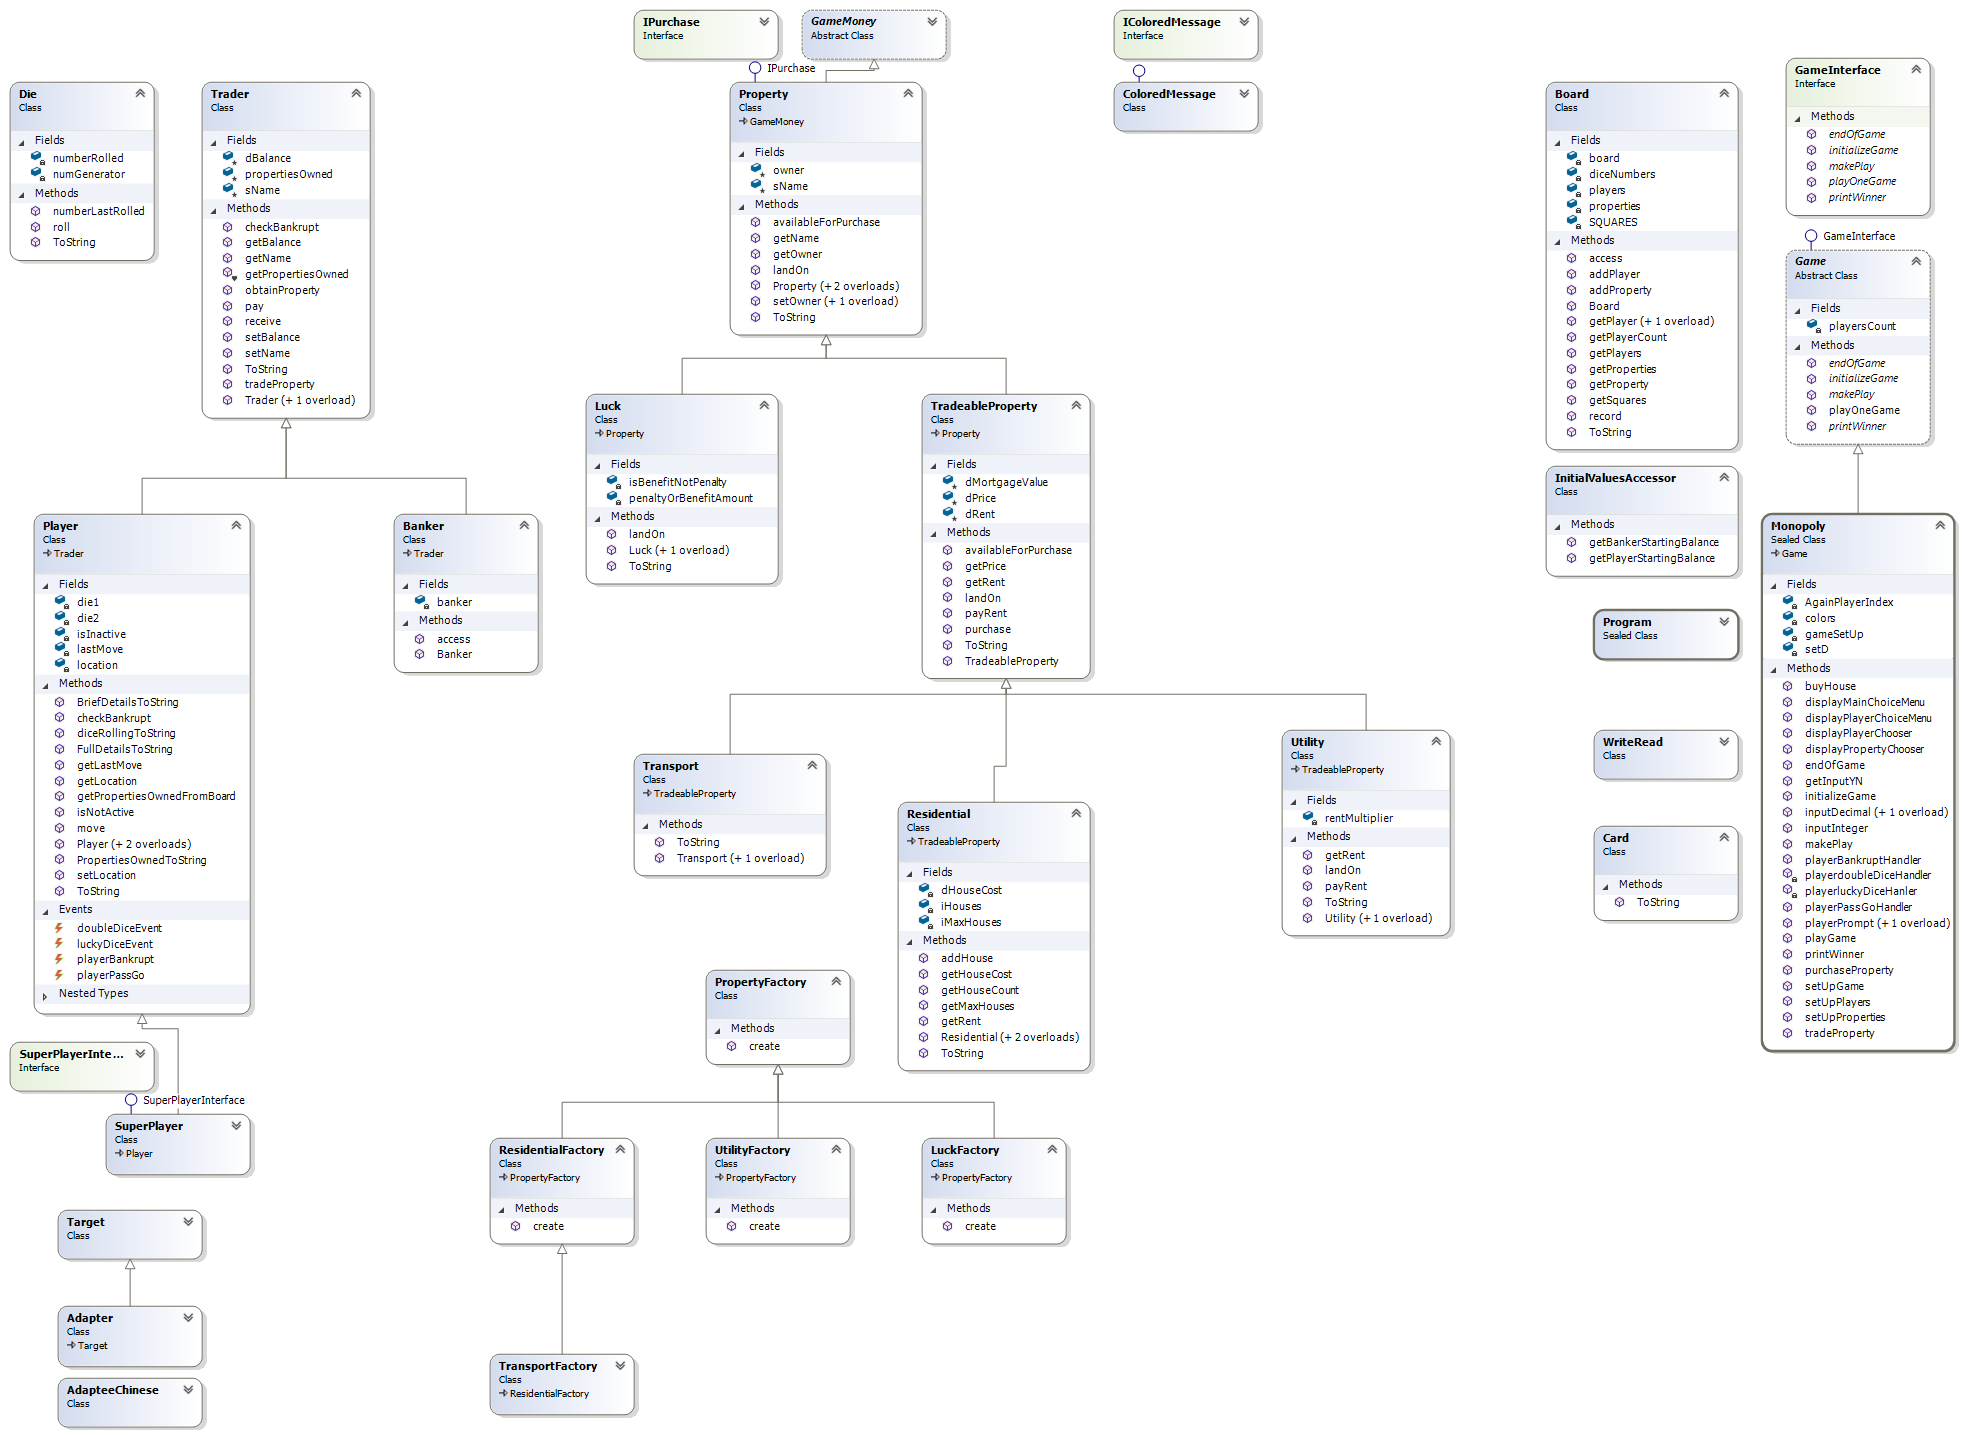 IPurchase
Interface
GameMoney
Abstract Class
IColoredMessage
Interface
IPurchase
Die
Class
Fields
numberRolled
numGenerator
Methods
numberLastRolled
roll
ToString
Trader
Class
Fields
dBalance
propertiesOwned
sName
Methods
checkBankrupt
getBalance
getName
getPropertiesOwned
obtainProperty
pay
receive
setBalance
setName
ToString
tradeProperty
Trader (+ 1 overload)
Property
Class
GameMoney
Fields
owner
sName
Methods
availableForPurchase
getName
getOwner
landOn
Property (+ 2 overloads)
setOwner (+ 1 overload)
ToString
ColoredMessage
Class
Board
Class
Fields
board
diceNumbers
players
properties
SQUARES
Methods
access
addPlayer
addProperty
Board
getPlayer (+ 1 overload)
getPlayerCount
getPlayers
getProperties
getProperty
getSquares
record
ToString
GameInterface
Interface
Methods
endOfGame
initializeGame
makePlay
playOneGame
printWinner
GameInterface
Game
Abstract Class
Fields
playersCount
Methods
endOfGame
initializeGame
makePlay
playOneGame
printWinner
Luck
Class
Property
Fields
isBenefitNotPenalty
penaltyOrBenefitAmount
Methods
landOn
Luck (+ 1 overload)
ToString
TradeableProperty
Class
Property
Fields
dMortgageValue
dPrice
dRent
Methods
availableForPurchase
getPrice
getRent
landOn
payRent
purchase
ToString
TradeableProperty
InitialValuesAccessor
Class
Methods
getBankerStartingBalance
getPlayerStartingBalance
Player
Class
Trader
Fields
die1
die2
isInactive
lastMove
location
Methods
BriefDetailsToString
checkBankrupt
diceRollingToString
FullDetailsToString
getLastMove
getLocation
getPropertiesOwnedFromBoard
isNotActive
move
Player (+ 2 overloads)
PropertiesOwnedToString
setLocation
ToString
Events
doubleDiceEvent
luckyDiceEvent
playerBankrupt
playerPassGo
Nested Types
Banker
Class
Trader
Fields
banker
Methods
access
Banker
Monopoly
Sealed Class
Game
Fields
AgainPlayerIndex
colors
gameSetUp
setD
Methods
buyHouse
displayMainChoiceMenu
displayPlayerChoiceMenu
displayPlayerChooser
displayPropertyChooser
endOfGame
getInputYN
initializeGame
inputDecimal (+ 1 overload)
inputInteger
makePlay
playerBankruptHandler
playerdoubleDiceHandler
playerluckyDiceHanler
playerPassGoHandler
playerPrompt (+ 1 overload)
playGame
printWinner
purchaseProperty
setUpGame
setUpPlayers
setUpProperties
tradeProperty
Program
Sealed Class
WriteRead
Class
Card
Class
Methods
ToString
Transport
Class
TradeableProperty
Methods
ToString
Transport (+ 1 overload)
Residential
Class
TradeableProperty
Fields
dHouseCost
iHouses
iMaxHouses
Methods
addHouse
getHouseCost
getHouseCount
getMaxHouses
getRent
Residential (+ 2 overloads)
ToString
Utility
Class
TradeableProperty
Fields
rentMultiplier
Methods
getRent
landOn
payRent
ToString
Utility (+ 1 overload)
PropertyFactory
Class
Methods
create
SuperPlayerInte...
Interface
SuperPlayerInterface
SuperPlayer
Class
Player
ResidentialFactory
Class
PropertyFactory
Methods
create
UtilityFactory
Class
PropertyFactory
Methods
create
LuckFactory
Class
PropertyFactory
Methods
create
Target
Class
Adapter
Class
Target
AdapteeChinese
Class
TransportFactory
Class
ResidentialFactory